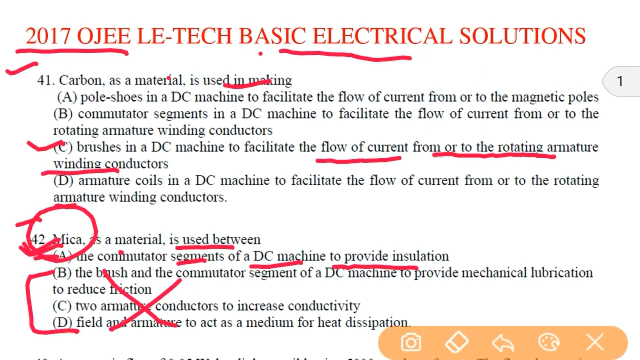 2017 OJEE LE-TECH BASIC ELECTRICAL SOLUTIONS
1
41. Carbon, as a material, is used in making
(A) pole-shoes in a DC machine to facilitate the flow of current from or to the magnetic poles
(B) commutator segments in a DC machine to facilitate the flow of current from or to the
rotating armature winding conductors
(C) brushes in a DC machine to facilitate the flow of current from or to the rotating armature
winding conductors
(D) armature coils in a DC machine to facilitate the flow of current from or to the rotating
armature winding conductors.
42. Mica, as a material, is used between
(A) the commutator segments of a DC machine to provide insulation
(B) the brush and the commutator segment of a DC machine to provide mechanical lubrication
to reduce friction
(C) two armature conductors to increase conductivity
(D) field and armature to act as a medium for heat dissipation.